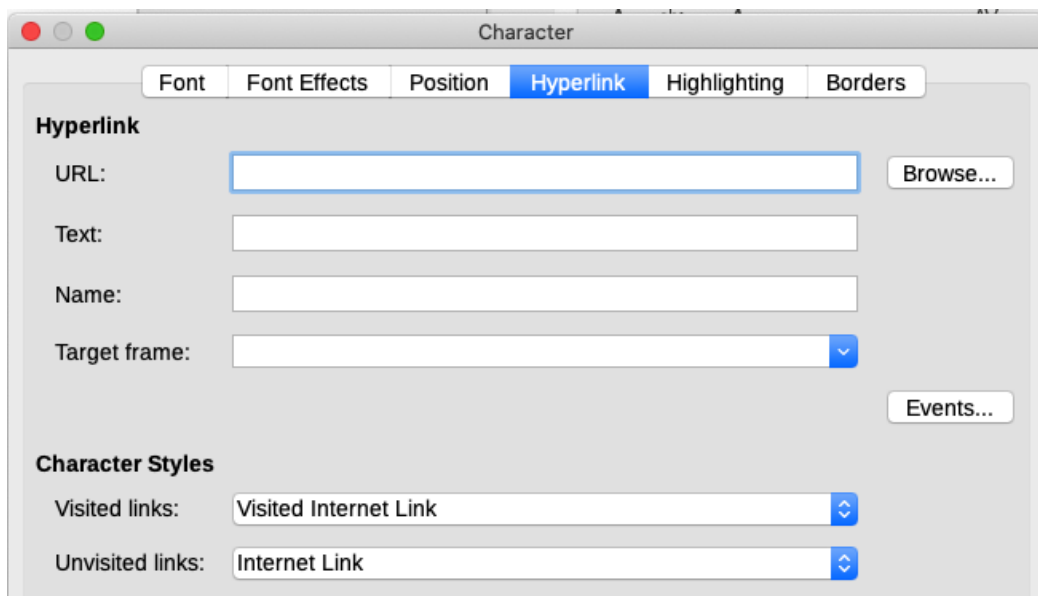 Character
Font Font Effects Position Hyperlink Highlighting Borders
Hyperlink
URL: Browse...
Text:
Name:
Target frame:
Events...
Character Styles
Visited links: Visited Internet Link
Unvisited links: Internet Link